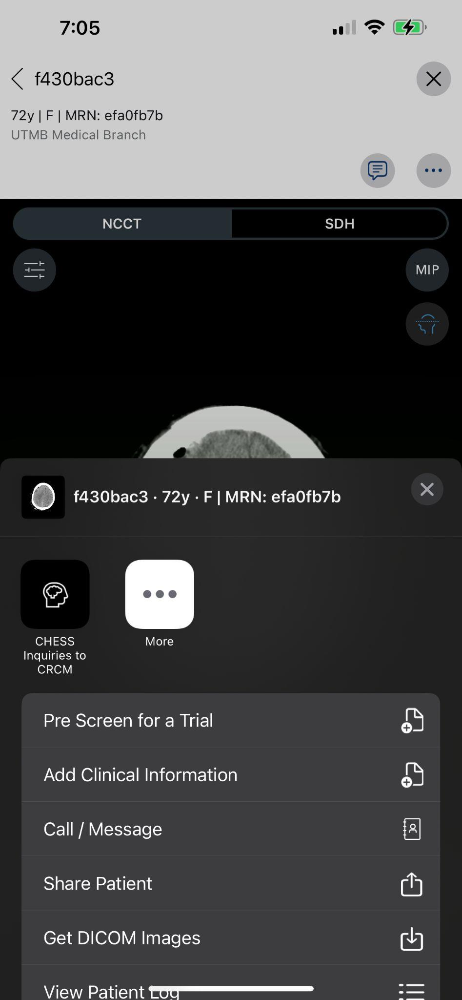 7:05
f430bac3
72y | F | MRN: efa0fb7b
UTMB Medical Branch
NCCT
SDH
MIP
f430bac3 · 72y · F | MRN: efa0fb7b
CHESS
Inquiries to
CRCM
More
Pre Screen for a Trial
Add Clinical Information
Call / Message
Share Patient
Get DICOM Images
View Patient Log